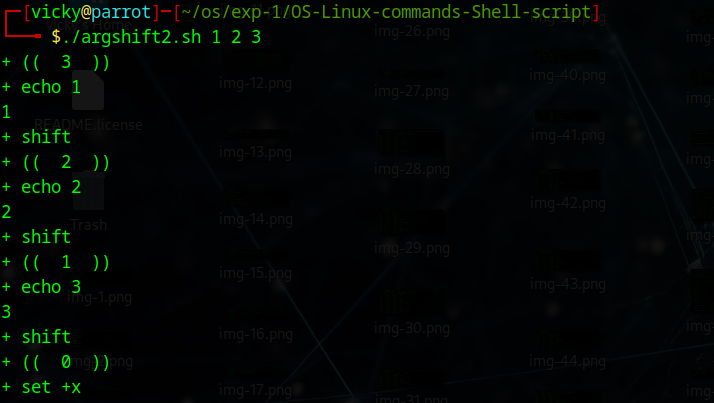 ┌─[vicky@parrot]─[~/os/exp-1/OS-Linux-commands-Shell-script]
└──╼ $./argshift2.sh 1 2 3
+ ((  3  ))
+ echo 1
1
+ shift
+ ((  2  ))
+ echo 2
2
+ shift
+ ((  1  ))
+ echo 3
3
+ shift
+ ((  0  ))
+ set +x
README.license
Trash
img-1.png
img-12.png
img-13.png
img-14.png
img-15.png
img-16.png
img-17.png
img-26.png
img-27.png
img-28.png
img-29.png
img-30.png
img-31.png
img-40.png
img-41.png
img-42.png
img-43.png
img-44.png